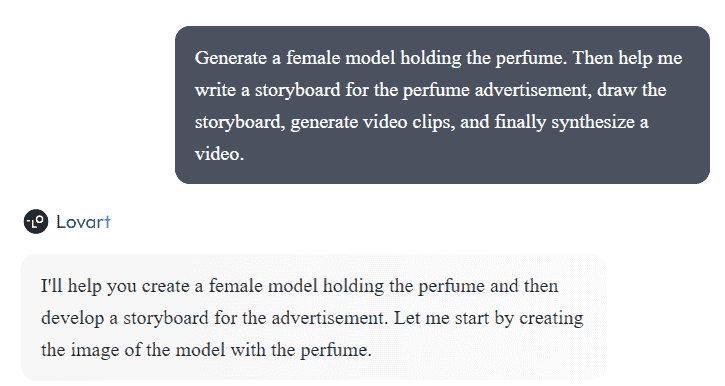 Generate a female model holding the perfume. Then help me
write a storyboard for the perfume advertisement, draw the
storyboard, generate video clips, and finally synthesize a
video.
Lovart
I'll help you create a female model holding the perfume and then
develop a storyboard for the advertisement. Let me start by creating
the image of the model with the perfume.